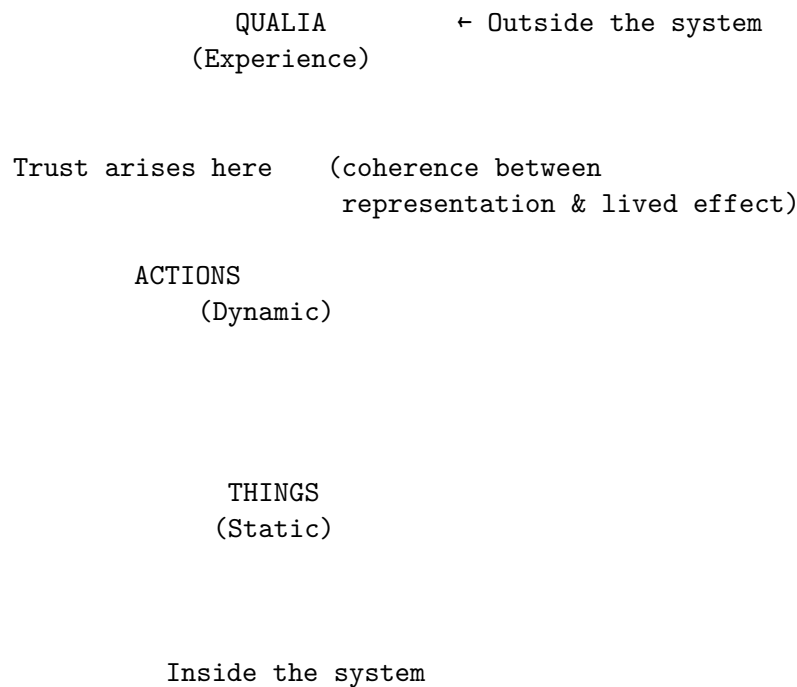 QUALIA ← Outside the system
(Experience)
Trust arises here (coherence between
representation & lived effect)
ACTIONS
(Dynamic)
THINGS
(Static)
Inside the system